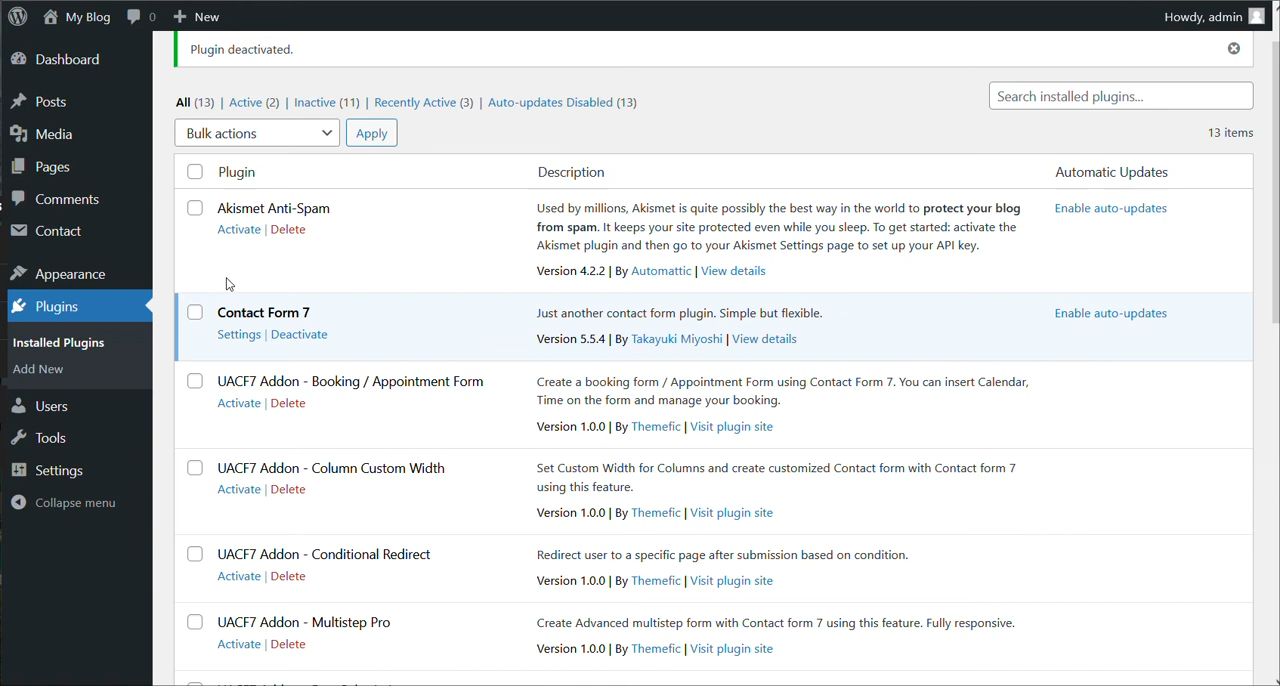 My Blog 0 New Howdy, admin
Dashboard
Posts
Media
Pages
Comments
Contact
Appearance
Plugins
Installed Plugins
Add New
Users
Tools
Settings
Collapse menu
Plugin deactivated.
All (13) | Active (2) | Inactive (11) | Recently Active (3) | Auto-updates Disabled (13)
Search installed plugins...
Bulk actions Apply
13 items
Plugin Description Automatic Updates
Akismet Anti-Spam
Activate | Delete
Used by millions, Akismet is quite possibly the best way in the world to protect your blog
from spam. It keeps your site protected even while you sleep. To get started: activate the
Akismet plugin and then go to your Akismet Settings page to set up your API key.
Version 4.2.2 | By Automattic | View details
Enable auto-updates
Contact Form 7
Settings | Deactivate
Just another contact form plugin. Simple but flexible.
Version 5.5.4 | By Takayuki Miyoshi | View details
Enable auto-updates
UACF7 Addon - Booking / Appointment Form
Activate | Delete
Create a booking form / Appointment Form using Contact Form 7. You can insert Calendar,
Time on the form and manage your booking.
Version 1.0.0 | By Themefic | Visit plugin site
UACF7 Addon - Column Custom Width
Activate | Delete
Set Custom Width for Columns and create customized Contact form with Contact form 7
using this feature.
Version 1.0.0 | By Themefic | Visit plugin site
UACF7 Addon - Conditional Redirect
Activate | Delete
Redirect user to a specific page after submission based on condition.
Version 1.0.0 | By Themefic | Visit plugin site
UACF7 Addon - Multistep Pro
Activate | Delete
Create Advanced multistep form with Contact form 7 using this feature. Fully responsive.
Version 1.0.0 | By Themefic | Visit plugin site